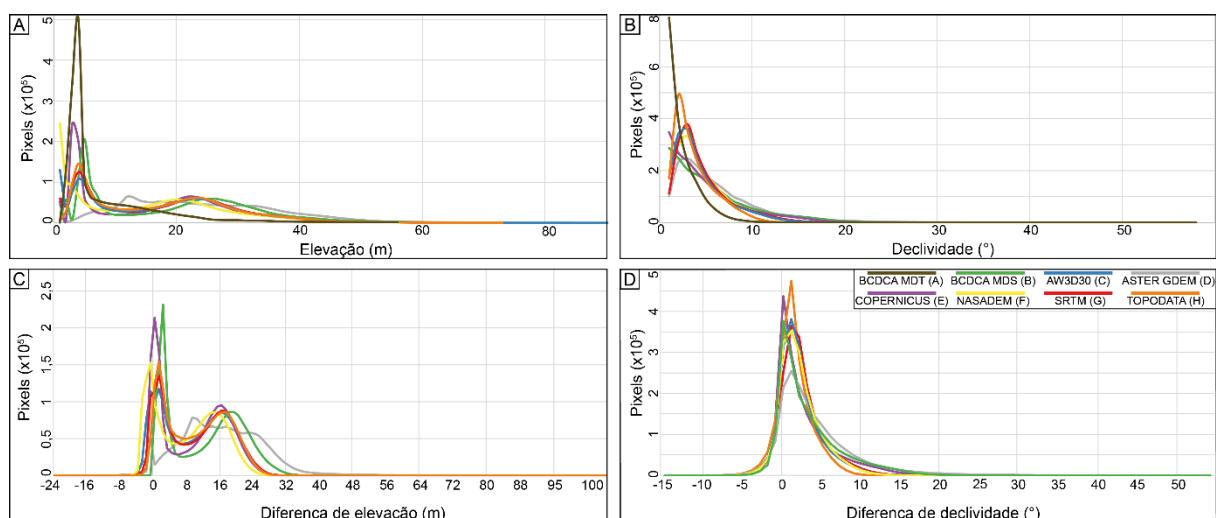 A
Pixels (x10⁵)
5
4
3
2
1
0
0 20 40 60 80
Elevação (m)
B
Pixels (x10⁵)
8
6
4
2
0
0 10 20 30 40 50
Declividade (°)
C
Pixels (x10⁵)
2,5
2
1,5
1
0,5
0
-24 -16 -8 0 8 16 24 32 40 48 56 64 72 80 88 96 104
Diferença de elevação (m)
D
BCDCA MDT (A) BCDCA MDS (B) AW3D30 (C) ASTER GDEM (D)
COPERNICUS (E) NASADEM (F) SRTM (G) TOPODATA (H)
Pixels (x10⁵)
5
4
3
2
1
0
-15 -10 -5 0 5 10 15 20 25 30 35 40 45 50
Diferença de declividade (°)